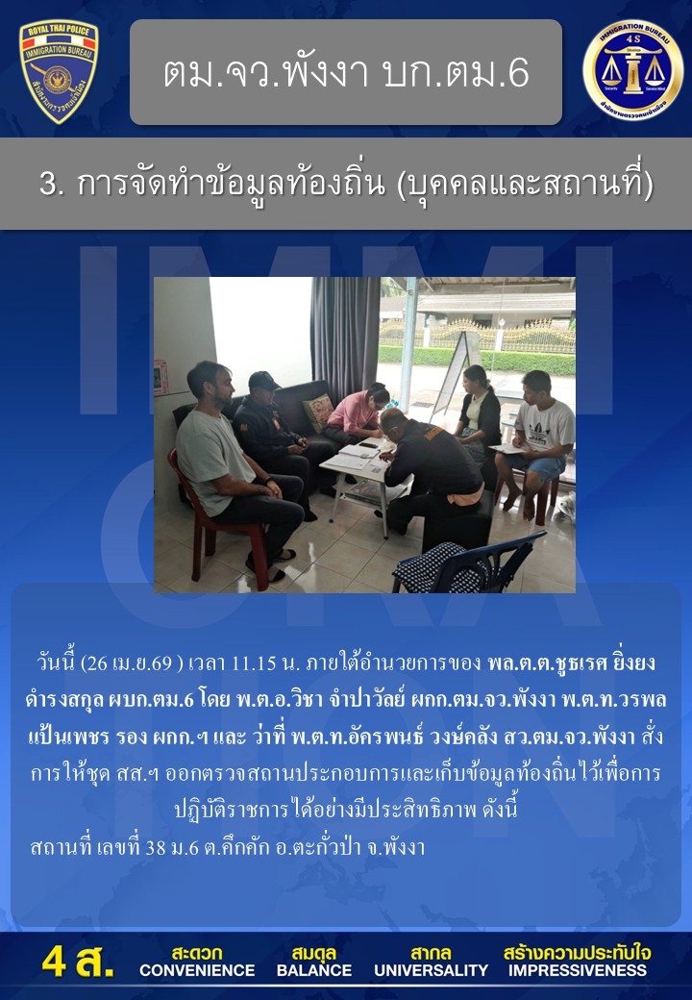 ROYAL THAI POLICE
IMMIGRATION BUREAU
สำนักงานตรวจคนเข้าเมือง
ตม.จว.พังงา บก.ตม.6
IMMIGRATION BUREAU
4 S
สำนักงานตรวจคนเข้าเมือง
3. การจัดทำข้อมูลท้องถิ่น (บุคคลและสถานที่)
IMMI
GRA
TION
วันนี้ (26 เม.ย.69 ) เวลา 11.15 น. ภายใต้อำนวยการของ พล.ต.ต.ชูธเรศ ยิ่งยง
ดำรงสกุล ผบก.ตม.6 โดย พ.ต.อ.วิชา จำปาวัลย์ ผกก.ตม.จว.พังงา พ.ต.ท.วรพล
แป้นเพชร รอง ผกก.ฯ และ ว่าที่ พ.ต.ท.อัครพนธ์ วงษ์คลัง สว.ตม.จว.พังงา สั่ง
การให้ชุด สส.ฯ ออกตรวจสถานประกอบการและเก็บข้อมูลท้องถิ่นไว้เพื่อการ
ปฏิบัติราชการได้อย่างมีประสิทธิภาพ ดังนี้
สถานที่ เลขที่ 38 ม.6 ต.คึกคัก อ.ตะกั่วป่า จ.พังงา
4 ส. สะดวก สมดุล สากล สร้างความประทับใจ
CONVENIENCE BALANCE UNIVERSALITY IMPRESSIVENESS